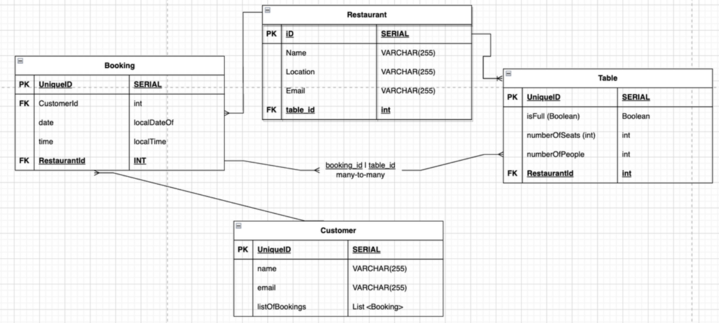 Restaurant
PK iD SERIAL
Name VARCHAR(255)
Location VARCHAR(255)
Email VARCHAR(255)
FK table_id int
Booking
PK UniqueID SERIAL
FK CustomerId int
date localDateOf
time localTime
FK RestaurantId INT
Table
PK UniqueID SERIAL
isFull (Boolean) Boolean
numberOfSeats (int) int
numberOfPeople int
FK RestaurantId int
booking_id | table_id
many-to-many
Customer
PK UniqueID SERIAL
name VARCHAR(255)
email VARCHAR(255)
listOfBookings List <Booking>